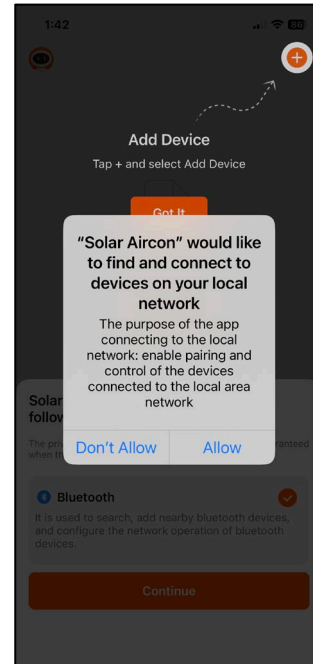 1:42
86
Add Device
Tap + and select Add Device
Got It
"Solar Aircon" would like
to find and connect to
devices on your local
network
The purpose of the app
connecting to the local
network: enable pairing and
control of the devices
connected to the local area
network
Don't Allow
Allow
Solar
follow
The
when
Bluetooth
It is used to search, add nearby bluetooth devices,
and configure the network operation of bluetooth
devices.
Continue